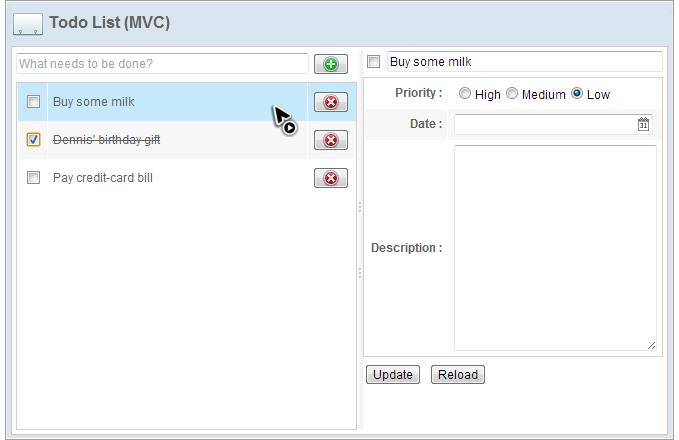 Todo List (MVC)
What needs to be done?
Buy some milk
Dennis' birthday gift
Pay credit-card bill
Buy some milk
Priority : High Medium Low
Date :
31
Description :
Update Reload